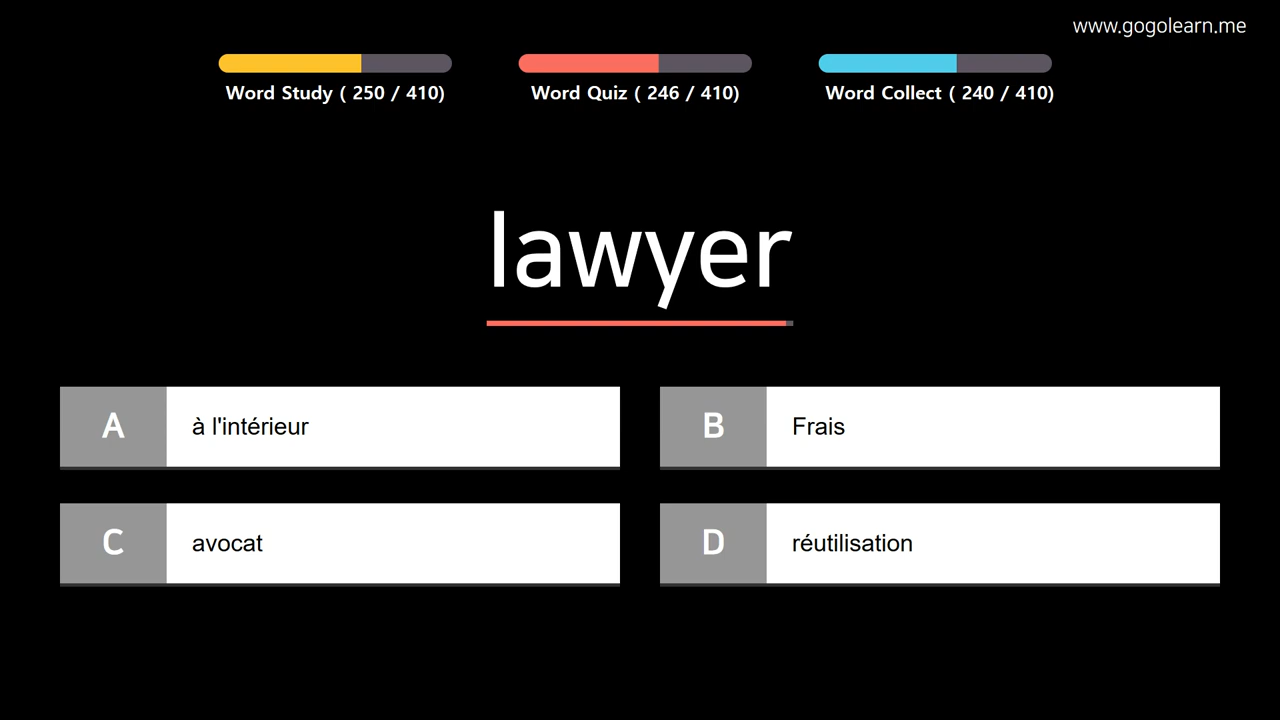 www.gogolearn.me
Word Study ( 250 / 410)
Word Quiz ( 246 / 410)
Word Collect ( 240 / 410)
lawyer
A à l'intérieur
B Frais
C avocat
D réutilisation